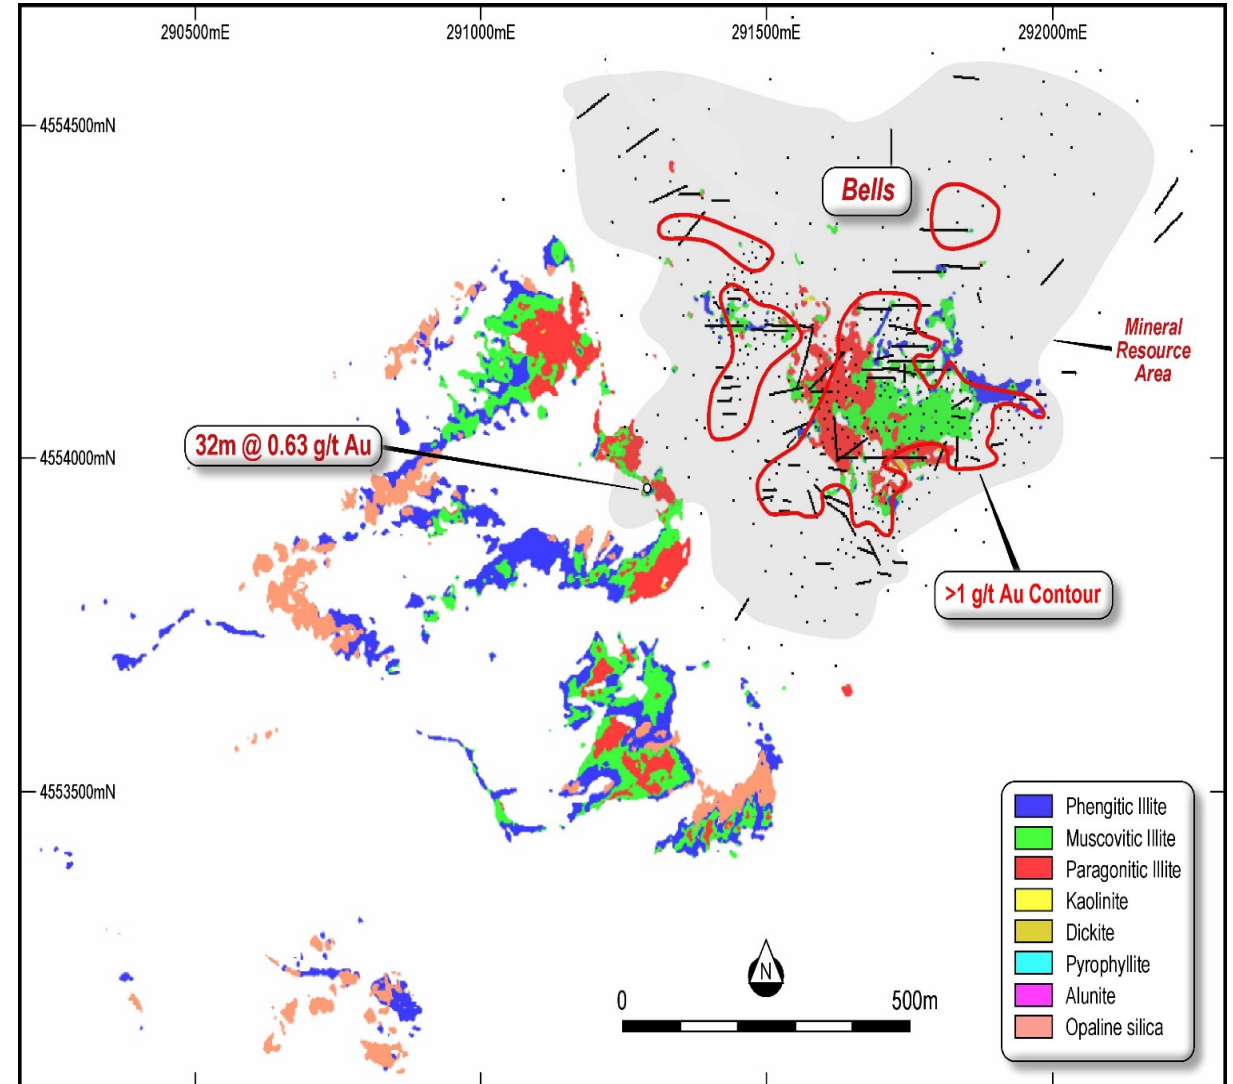 290500mE
291000mE
291500mE
292000mE
4554500mN
Bells
Mineral
Resource
Area
32m @ 0.63 g/t Au
4554000mN
>1 g/t Au Contour
4553500mN
Phengitic Illite
Muscovitic Illite
Paragonitic Illite
Kaolinite
Dickite
Pyrophyllite
Alunite
Opaline silica
N
0
500m